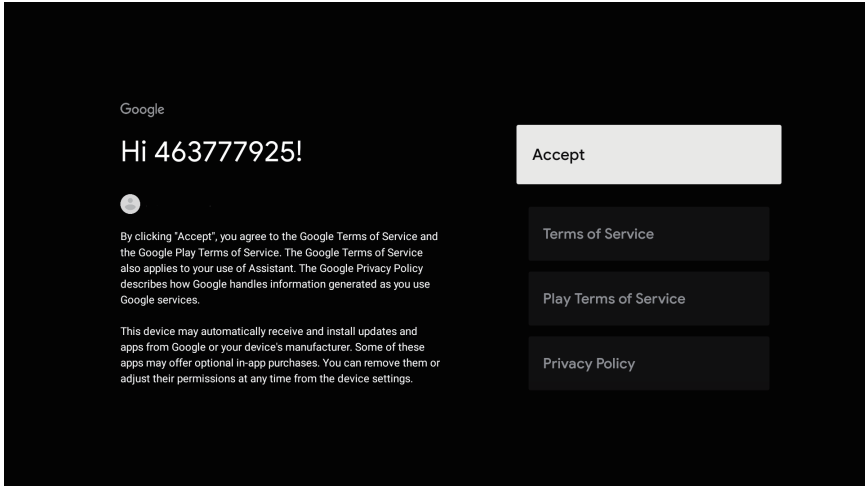 Google
Hi 463777925!
By clicking "Accept", you agree to the Google Terms of Service and
the Google Play Terms of Service. The Google Terms of Service
also applies to your use of Assistant. The Google Privacy Policy
describes how Google handles information generated as you use
Google services.
This device may automatically receive and install updates and
apps from Google or your device's manufacturer. Some of these
apps may offer optional in-app purchases. You can remove them or
adjust their permissions at any time from the device settings.
Accept
Terms of Service
Play Terms of Service
Privacy Policy